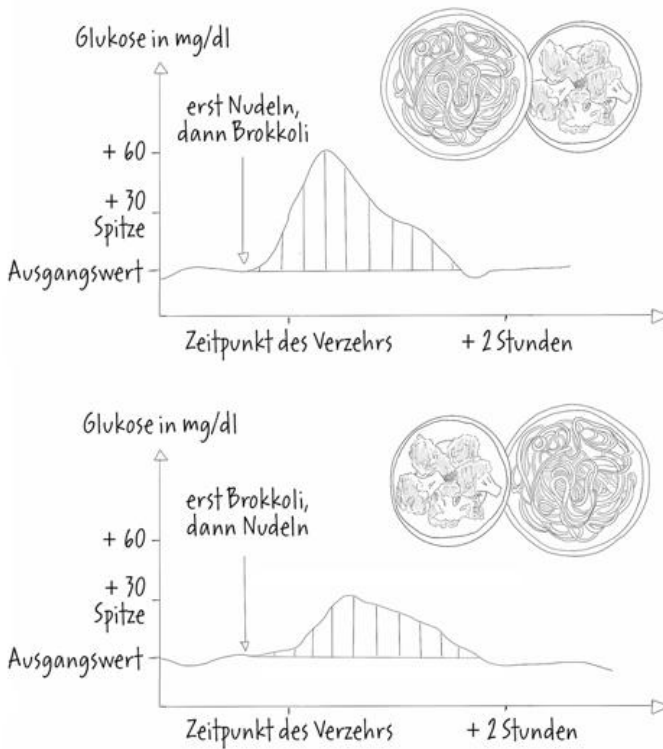 Glukose in mg/dl
erst Nudeln,
dann Brokkoli
+ 60
+ 30
Spitze
Ausgangswert
Zeitpunkt des Verzehrs
+ 2 Stunden
Glukose in mg/dl
erst Brokkoli,
dann Nudeln
+ 60
+ 30
Spitze
Ausgangswert
Zeitpunkt des Verzehrs
+ 2 Stunden